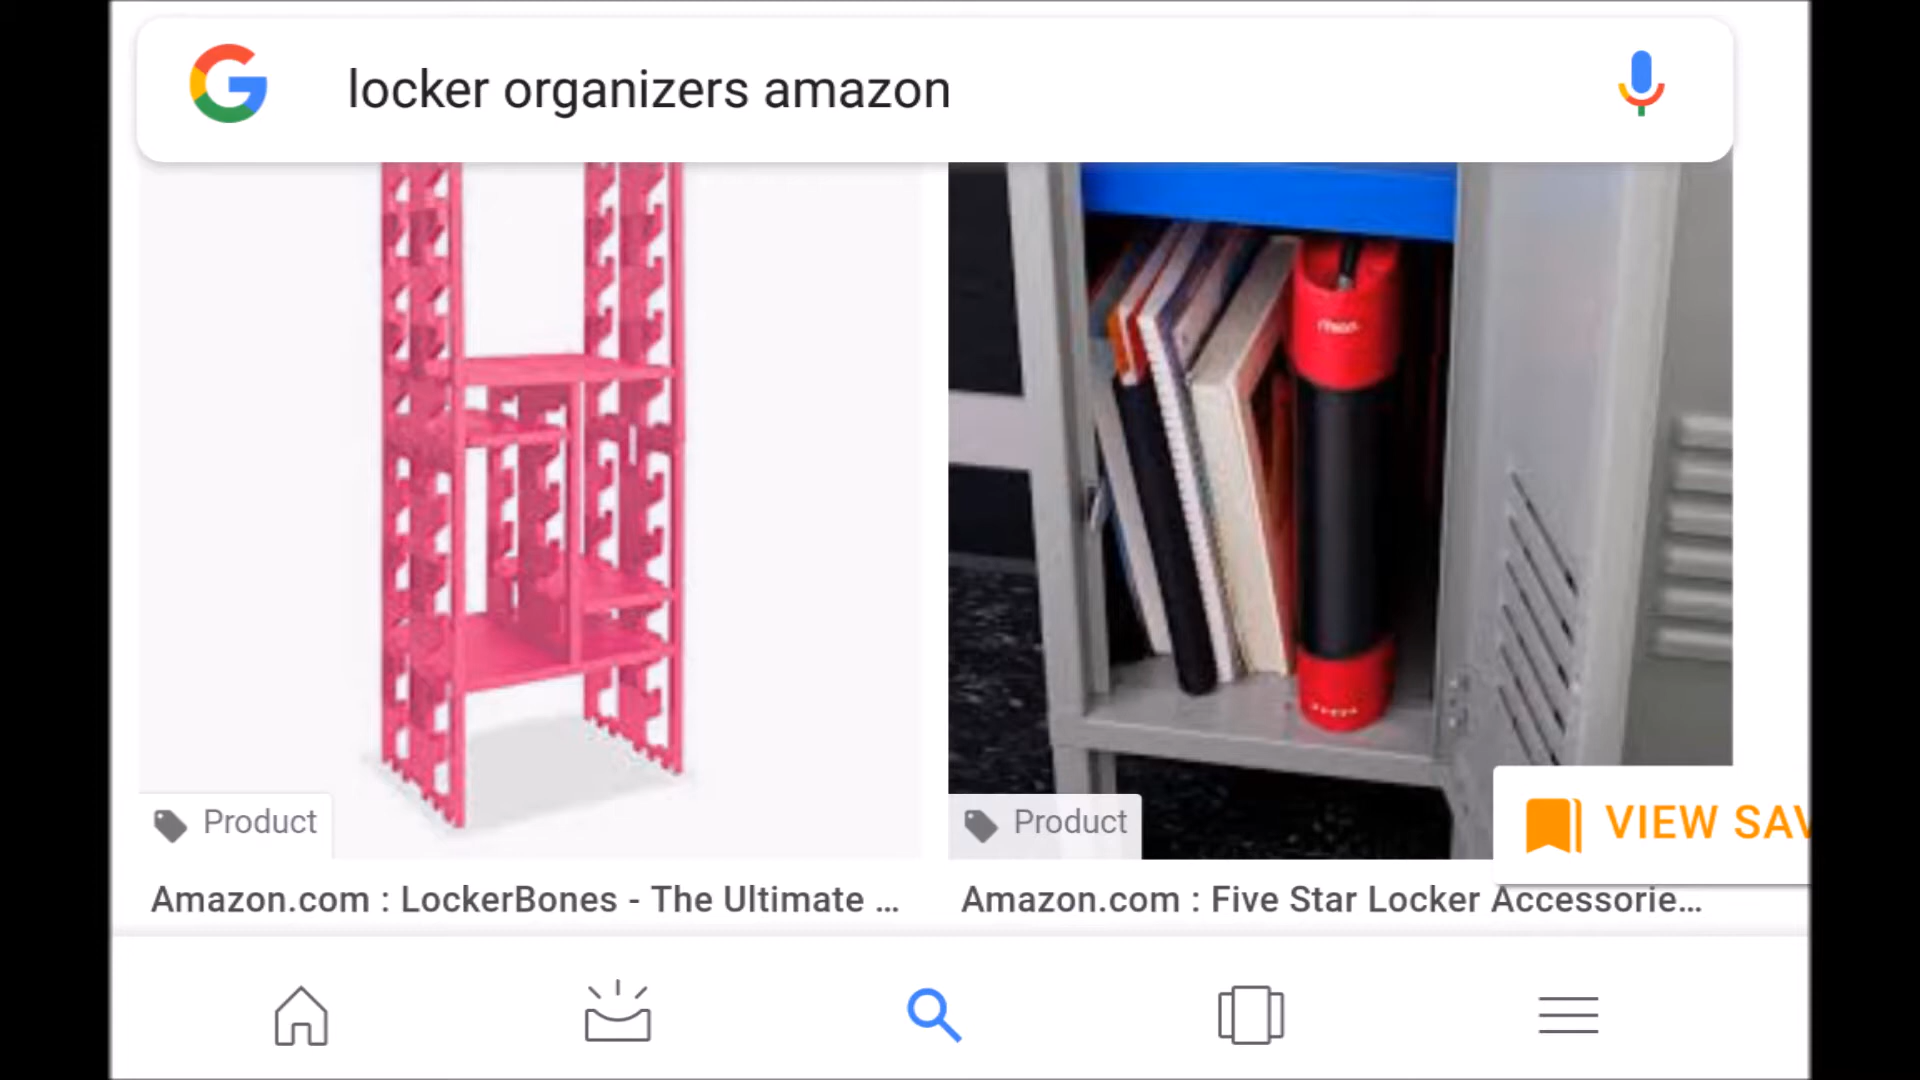 locker organizers amazon
Product
Product
VIEW SAV
Amazon.com : LockerBones - The Ultimate ...
Amazon.com : Five Star Locker Accessorie...